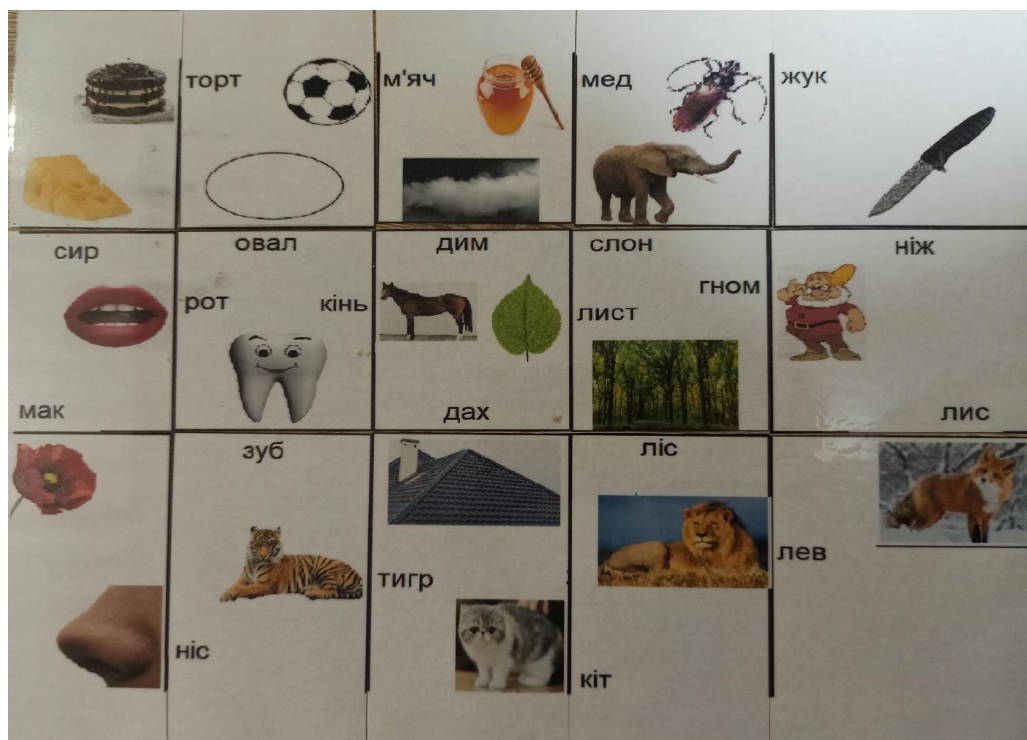 торт
м'яч
мед
жук
сир
овал
дим
слон
ніж
рот
кінь
лист
гном
мак
дах
лис
зуб
ліс
тигр
лев
ніс
кіт